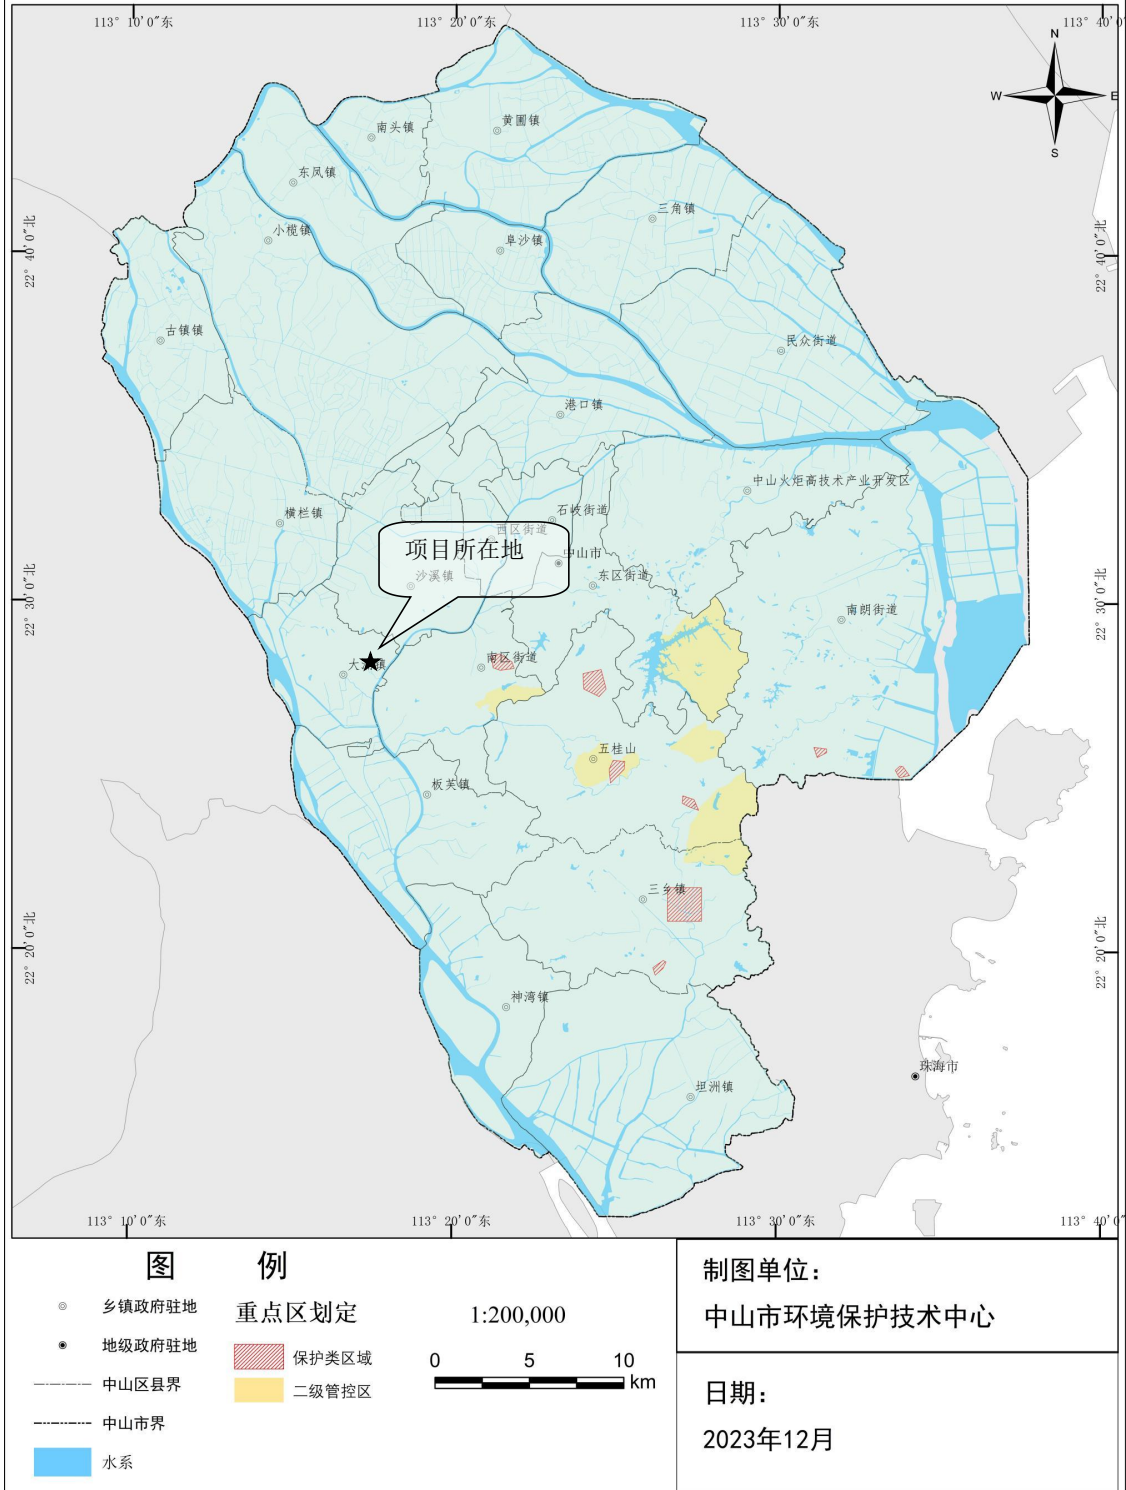 113° 10′0″东
113° 20′0″东
113° 30′0″东
113° 40′0″
N
W
E
S
南头镇
黄圃镇
东凤镇
小榄镇
三角镇
阜沙镇
22° 40′0″北
22° 40′0″北
古镇镇
民众街道
港口镇
中山火炬高技术产业开发区
横栏镇
石岐街道
西区街道
项目所在地
中山市
沙溪镇
东区街道
22° 30′0″北
22° 30′0″北
南朗街道
南区街道
大涌镇
五桂山
板芙镇
三乡镇
22° 20′0″北
22° 20′0″北
神湾镇
珠海市
坦洲镇
113° 10′0″东
113° 20′0″东
113° 30′0″东
113° 40′0″
图 例
乡镇政府驻地
地级政府驻地
中山区县界
中山市界
水系
重点区划定
保护类区域
二级管控区
1:200,000
0 5 10
km
制图单位：
中山市环境保护技术中心
日期：
2023年12月